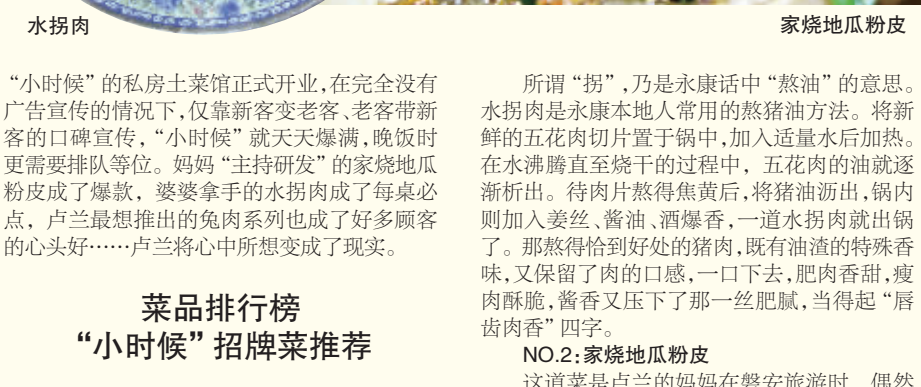 水拐肉
家烧地瓜粉皮
“小时候”的私房土菜馆正式开业,在完全没有
广告宣传的情况下,仅靠新客变老客、老客带新
客的口碑宣传,“小时候”就天天爆满,晚饭时
更需要排队等位。妈妈“主持研发”的家烧地瓜
粉皮成了爆款，婆婆拿手的水拐肉成了每桌必
点，卢兰最想推出的兔肉系列也成了好多顾客
的心头好……卢兰将心中所想变成了现实。
菜品排行榜
“小时候”招牌菜推荐
所谓“拐”,乃是永康话中“熬油”的意思。
水拐肉是永康本地人常用的熬猪油方法。将新
鲜的五花肉切片置于锅中,加入适量水后加热。
在水沸腾直至烧干的过程中，五花肉的油就逐
渐析出。待肉片熬得焦黄后,将猪油沥出,锅内
则加入姜丝、酱油、酒爆香,一道水拐肉就出锅
了。那熬得恰到好处的猪肉,既有油渣的特殊香
味,又保留了肉的口感,一口下去,肥肉香甜,瘦
肉酥脆,酱香又压下了那一丝肥腻,当得起“唇
齿肉香”四字。
NO.2:家烧地瓜粉皮
这道菜是卢兰的妈妈在磐安旅游时，偶然